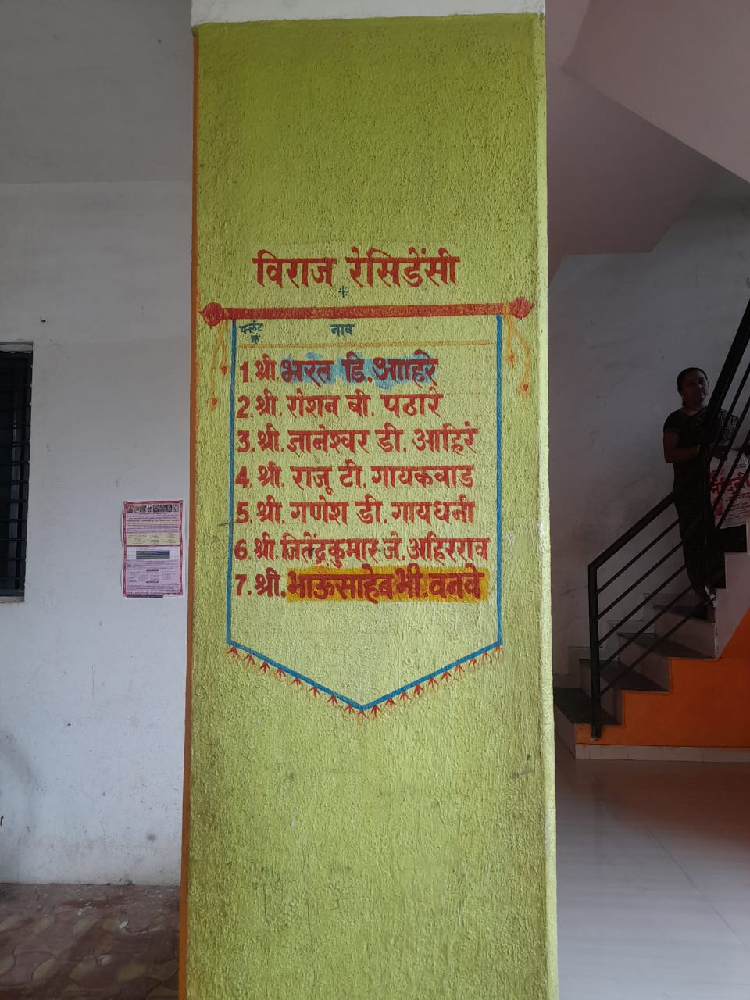 विराज रेसिडेंसी
फ्लॅट क्रं नाव
1. श्री भरत डि. आहिरे
2. श्री. रोशन बी. पठारे
3. श्री. ज्ञानेश्वर डी. आहिरे
4. श्री. राजू टी. गायकवाड
5. श्री. गणेश डी. गायधनी
6. श्री. जितेंद्रकुमार जे. अहिरराव
7. श्री. भाऊसाहेब भी. वनवे